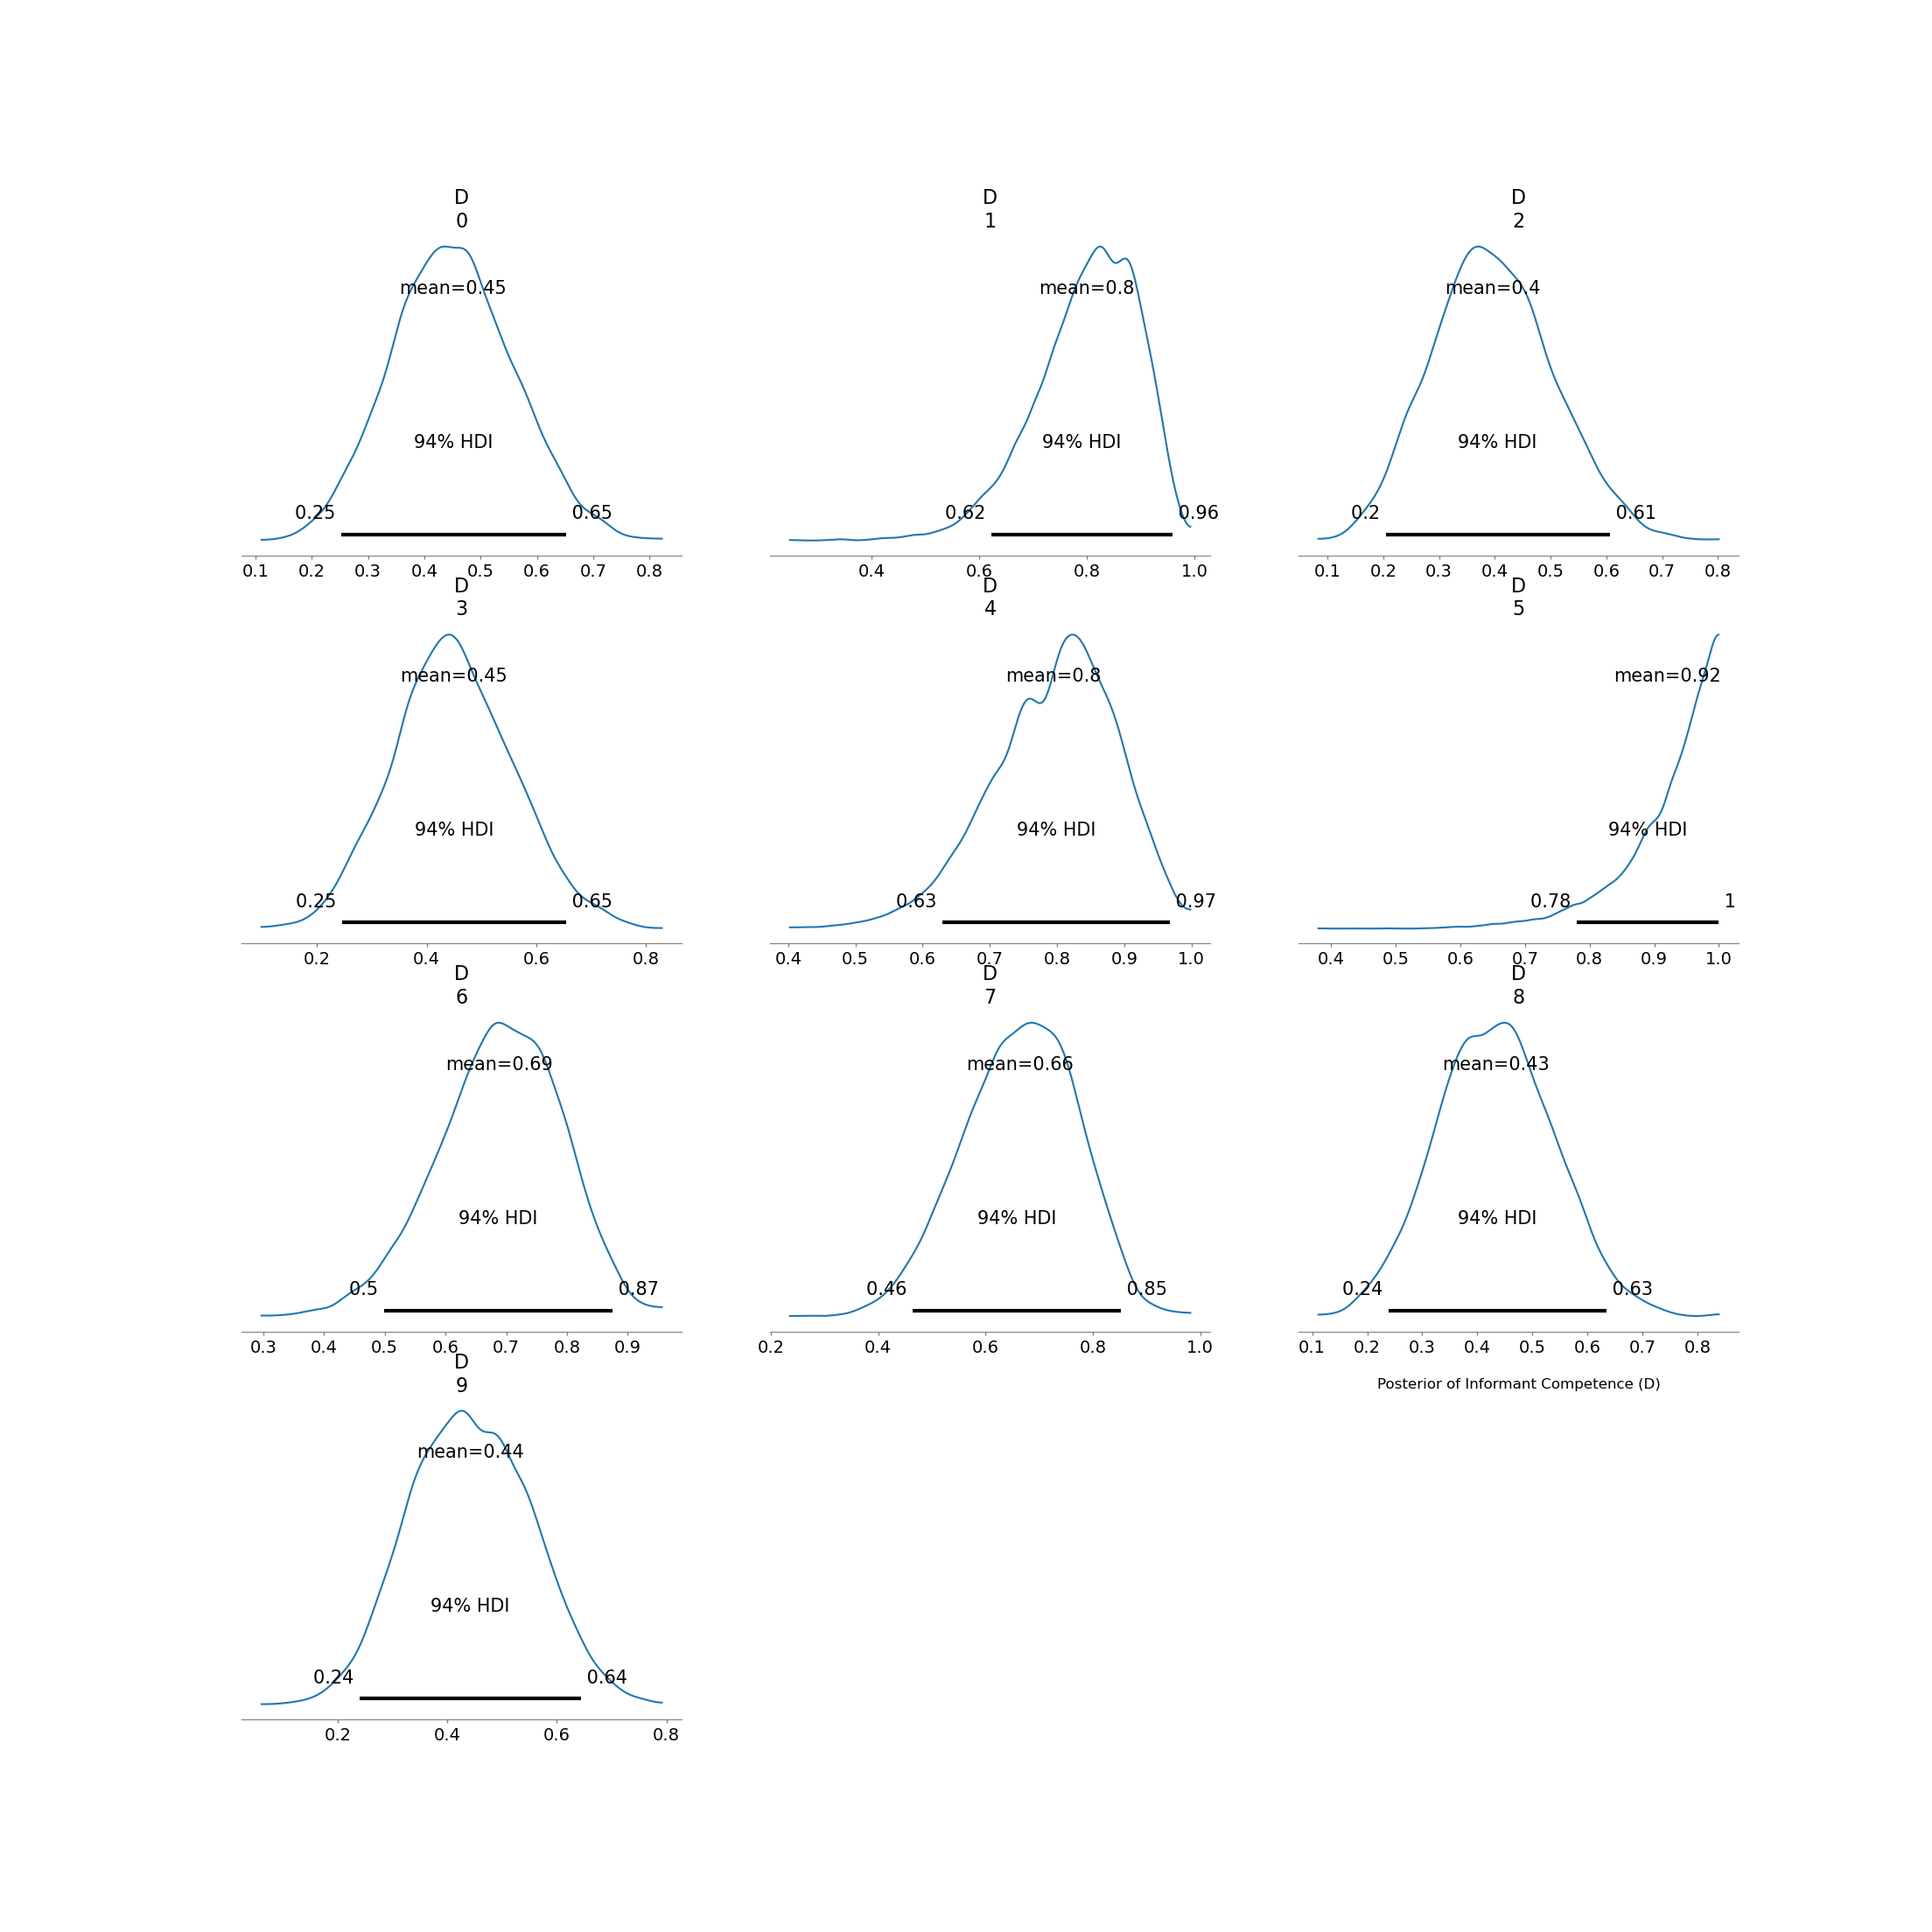 D
0
mean=0.45
94% HDI
0.25 0.65
0.1 0.2 0.3 0.4 0.5 0.6 0.7 0.8
D
1
mean=0.8
94% HDI
0.62 0.96
0.4 0.6 0.8 1.0
D
2
mean=0.4
94% HDI
0.2 0.61
0.1 0.2 0.3 0.4 0.5 0.6 0.7 0.8
D
3
mean=0.45
94% HDI
0.25 0.65
0.2 0.4 0.6 0.8
D
4
mean=0.8
94% HDI
0.63 0.97
0.4 0.5 0.6 0.7 0.8 0.9 1.0
D
5
mean=0.92
94% HDI
0.78 1
0.4 0.5 0.6 0.7 0.8 0.9 1.0
D
6
mean=0.69
94% HDI
0.5 0.87
0.3 0.4 0.5 0.6 0.7 0.8 0.9
D
7
mean=0.66
94% HDI
0.46 0.85
0.2 0.4 0.6 0.8 1.0
D
8
mean=0.43
94% HDI
0.24 0.63
0.1 0.2 0.3 0.4 0.5 0.6 0.7 0.8
Posterior of Informant Competence (D)
D
9
mean=0.44
94% HDI
0.24 0.64
0.2 0.4 0.6 0.8